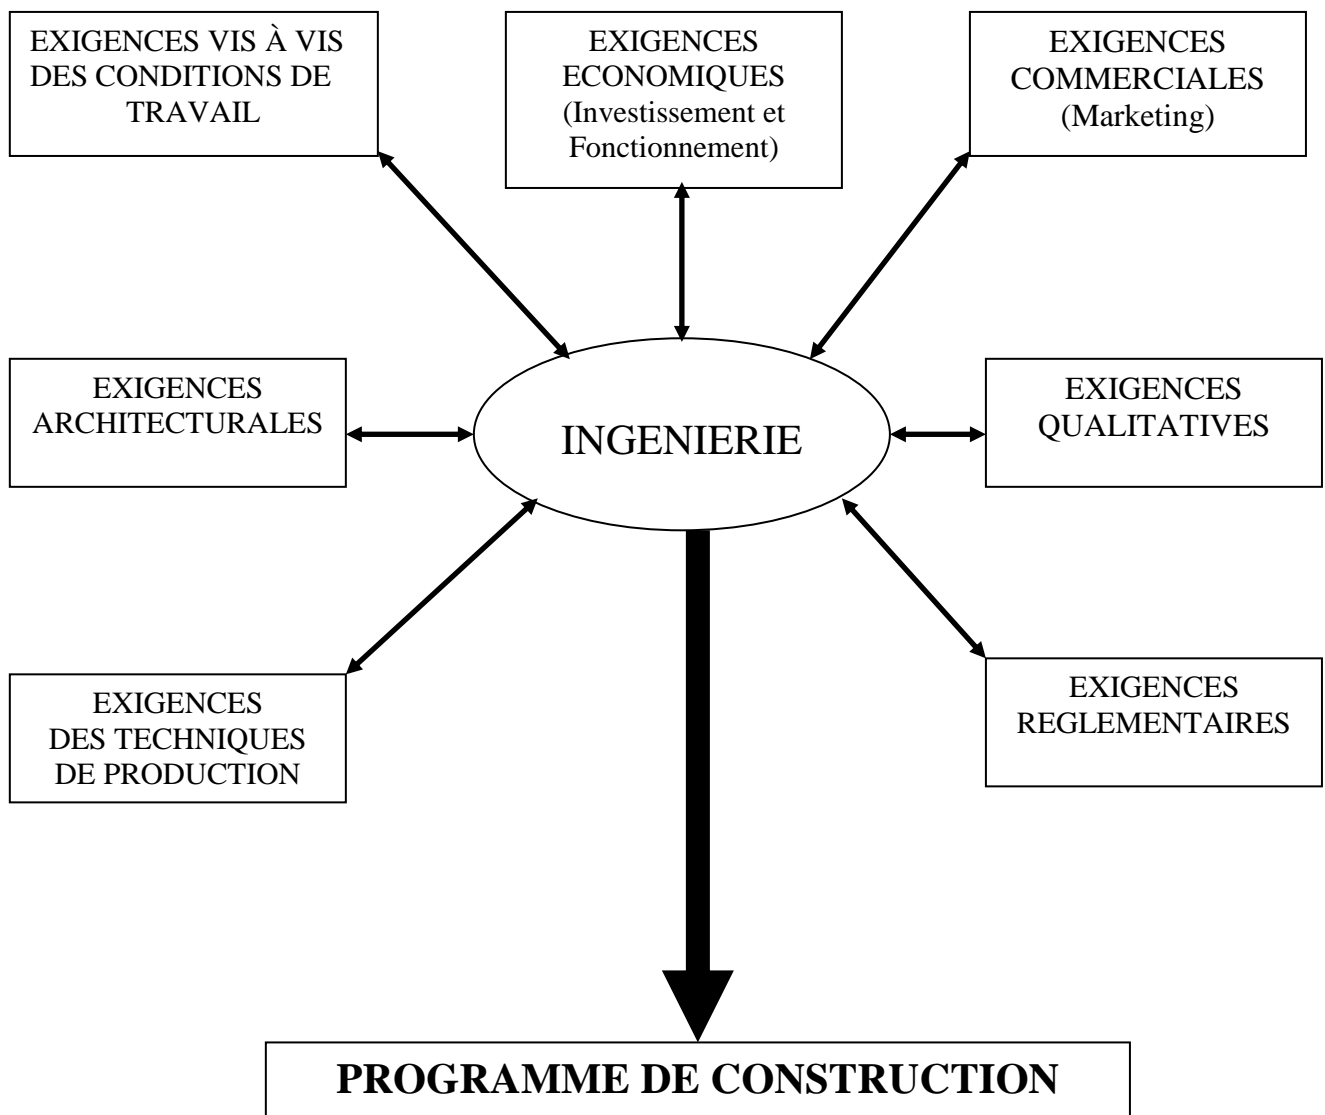 EXIGENCES VIS À VIS
DES CONDITIONS DE
TRAVAIL
EXIGENCES
ECONOMIQUES
(Investissement et
Fonctionnement)
EXIGENCES
COMMERCIALES
(Marketing)
EXIGENCES
ARCHITECTURALES
INGENIERIE
EXIGENCES
QUALITATIVES
EXIGENCES
DES TECHNIQUES
DE PRODUCTION
EXIGENCES
REGLEMENTAIRES
PROGRAMME DE CONSTRUCTION